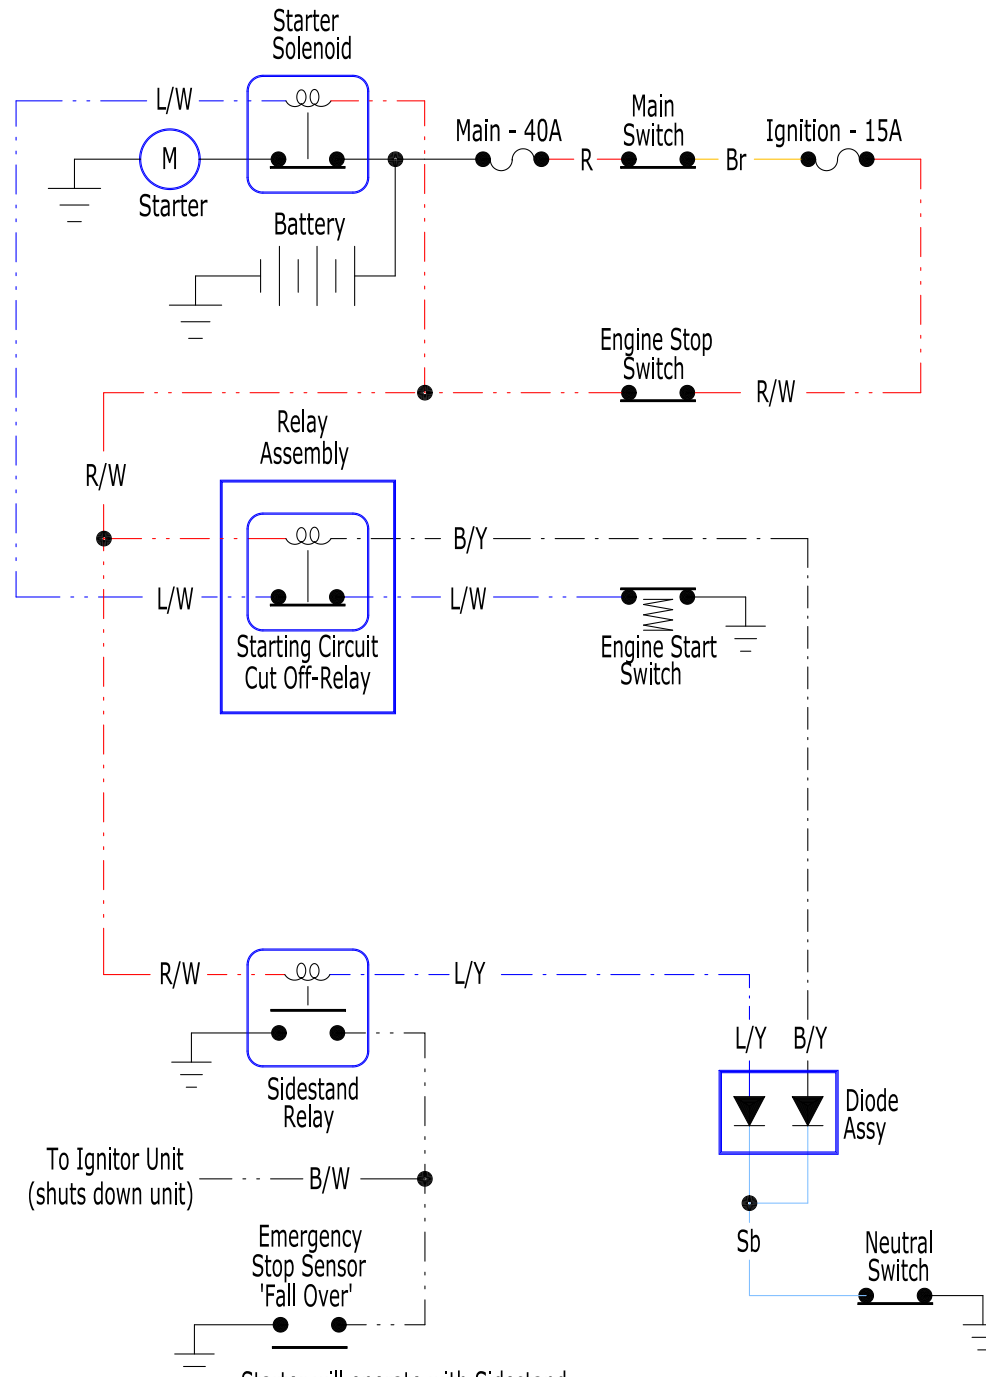 Starter
Solenoid
L/W
Main - 40A
Main
Switch
Ignition - 15A
M
R
Br
Starter
Battery
Engine Stop
Switch
R/W
Relay
Assembly
R/W
B/Y
L/W
L/W
Starting Circuit
Cut Off-Relay
Engine Start
Switch
R/W
L/Y
L/Y
B/Y
Sidestand
Relay
Diode
Assy
To Ignitor Unit
(shuts down unit)
B/W
Emergency
Stop Sensor
'Fall Over'
Sb
Neutral
Switch